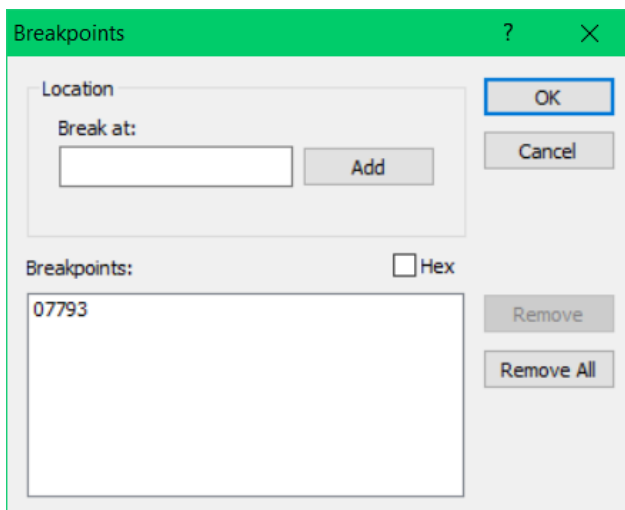 Breakpoints ?
Location
OK
Break at:
Add
Cancel
Breakpoints:
Hex
07793
Remove
Remove All